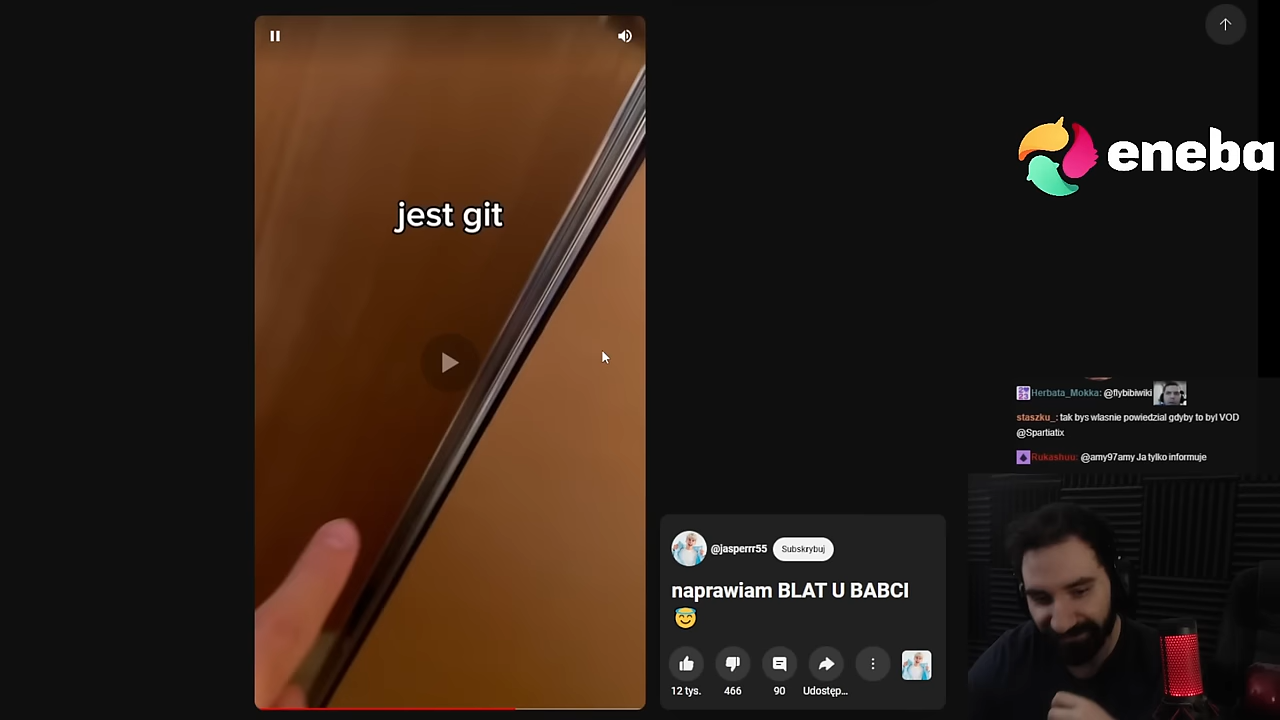 jest git
eneba
Herbata_Mokka: @flybibiwiki
staszku_: tak bys wlasnie powiedzial gdyby to byl VOD
@Spartiatix
Rukashuu: @amy97amy Ja tylko informuje
@jasperrr55 Subskrybuj
naprawiam BLAT U BABCI
12 tys. 466 90 Udostęp...